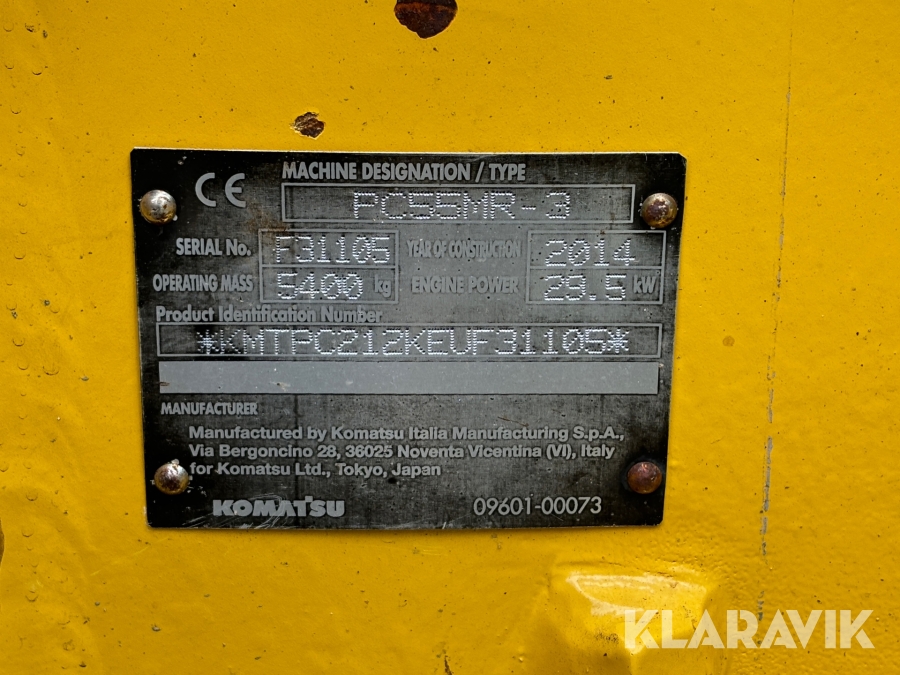 CE
MACHINE DESIGNATION / TYPE
PC55MR-3
SERIAL No. F31105 YEAR OF CONSTRUCTION 2014
OPERATING MASS 5400 kg ENGINE POWER 29.5 kW
Product Identification Number
*KMTPC212KEUF31105*
MANUFACTURER
Manufactured by Komatsu Italia Manufacturing S.p.A.,
Via Bergoncino 28, 36025 Noventa Vicentina (VI), Italy
for Komatsu Ltd., Tokyo, Japan
KOMATSU 09601-00073
KLARAVIK